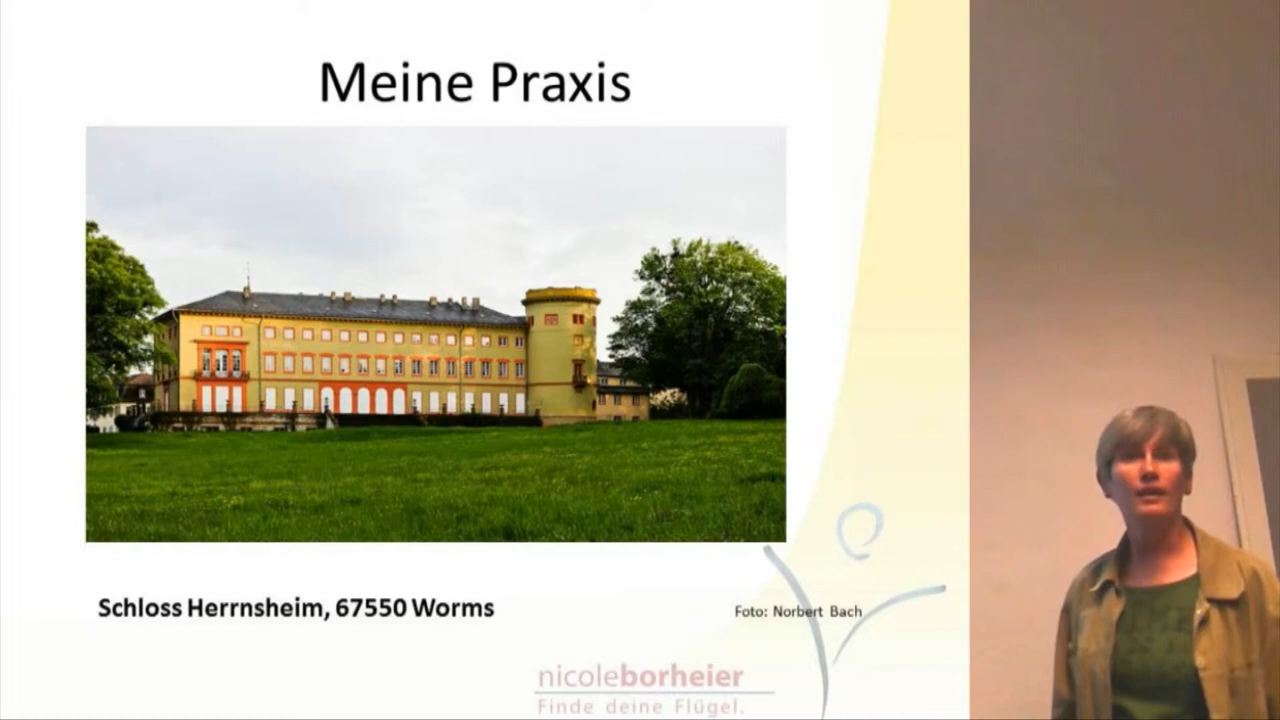 Meine Praxis
Schloss Herrnsheim, 67550 Worms
Foto: Norbert Bach
nicoleborheier
Finde deine Flügel.